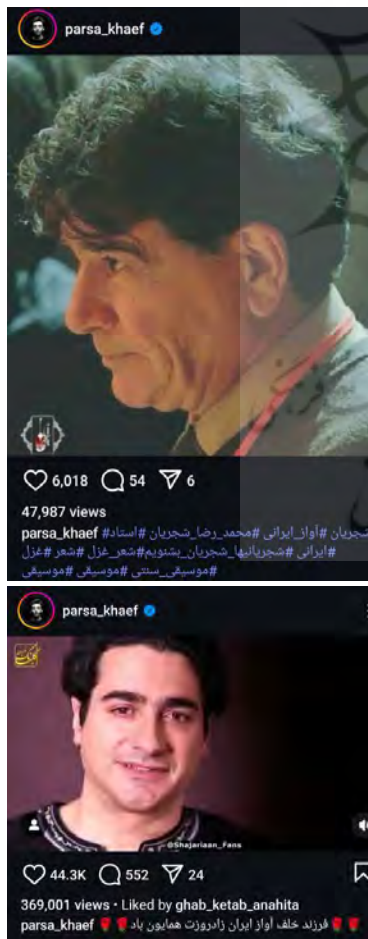 parsa_khaef
6,018 54 6
47,987 views
parsa_khaef #شجریان #آواز_ایرانی #محمد_رضا_شجریان #استاد
#ایرانی #شجریانیها_شجریان_بشنویم#شعر_غزل #شعر #غزل
#موسیقی_سنتی #موسیقی #موسیقی
parsa_khaef
@Shajariaan_Fans
44.3K 552 24
369,001 views • Liked by ghab_ketab_anahita
parsa_khaef 🌹🌹فرزند خلف آواز ایران زادروزت همایون باد🌹🌹